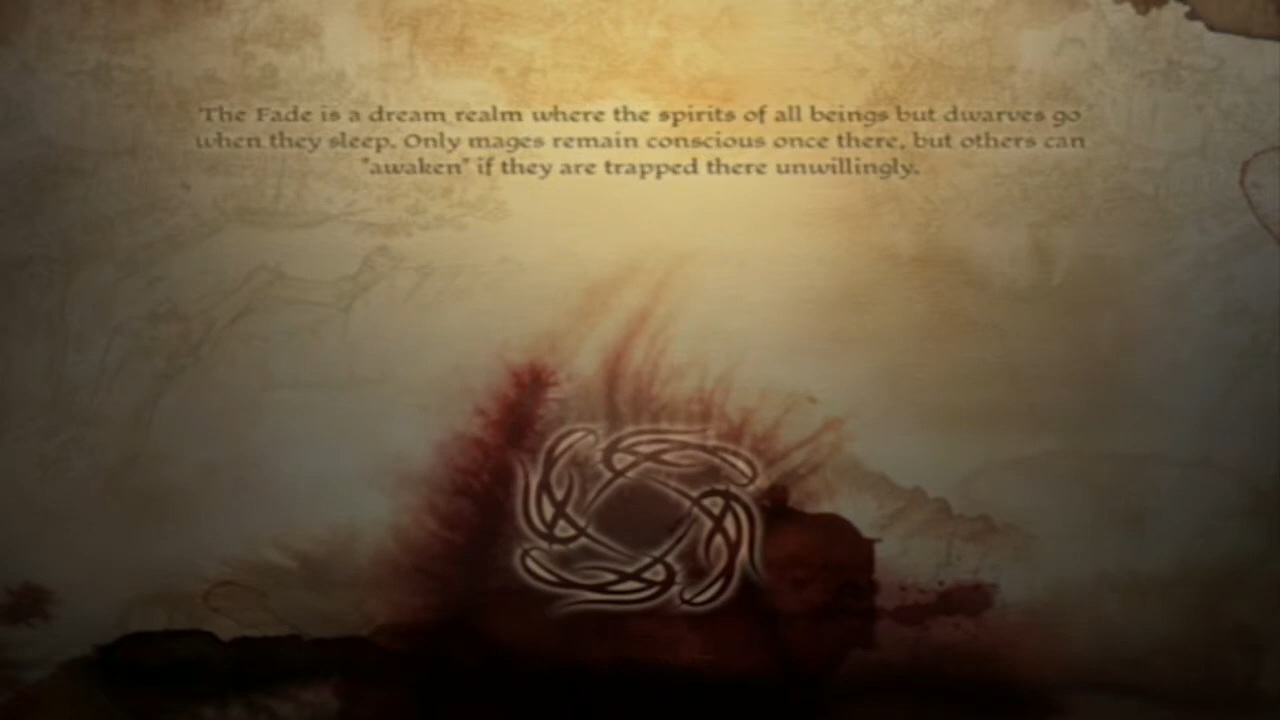 The Fade is a dream realm where the spirits of all beings but dwarves go
when they sleep. Only mages remain conscious once there, but others can
"awaken" if they are trapped there unwillingly.